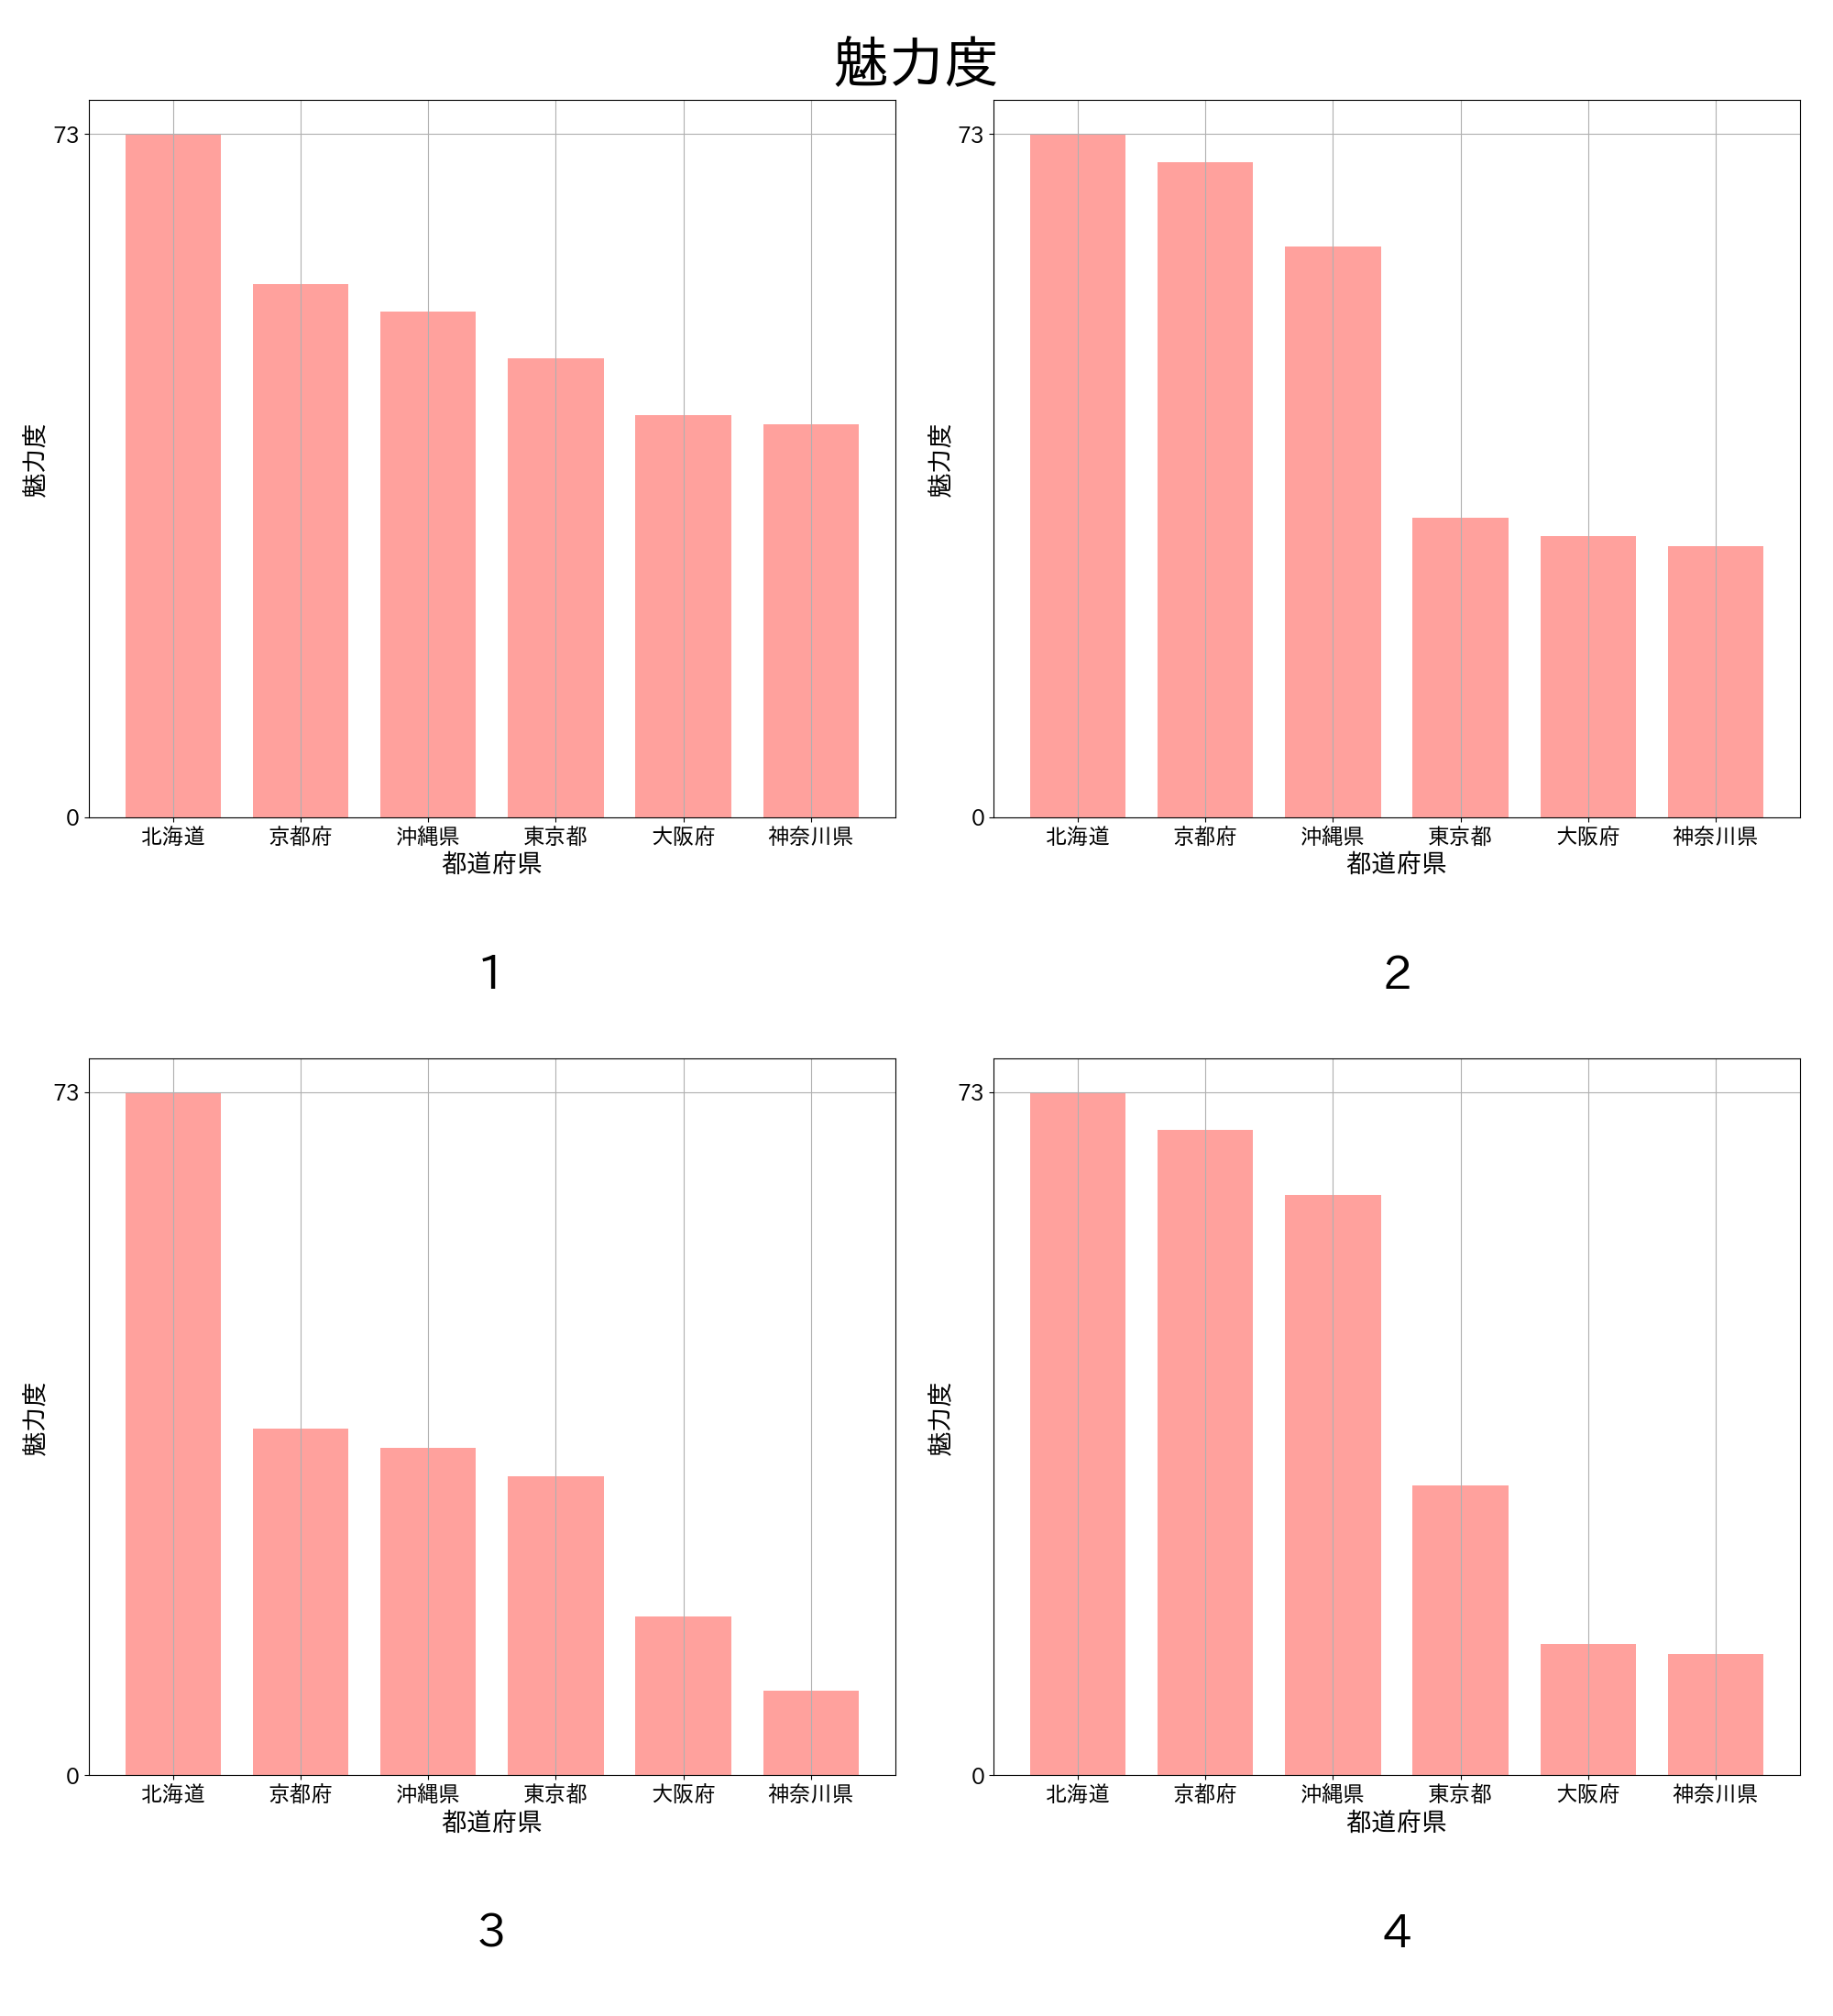 魅力度
73
0
魅力度
北海道 京都府 沖縄県 東京都 大阪府 神奈川県
都道府県
1
73
0
魅力度
北海道 京都府 沖縄県 東京都 大阪府 神奈川県
都道府県
2
73
0
魅力度
北海道 京都府 沖縄県 東京都 大阪府 神奈川県
都道府県
3
73
0
魅力度
北海道 京都府 沖縄県 東京都 大阪府 神奈川県
都道府県
4